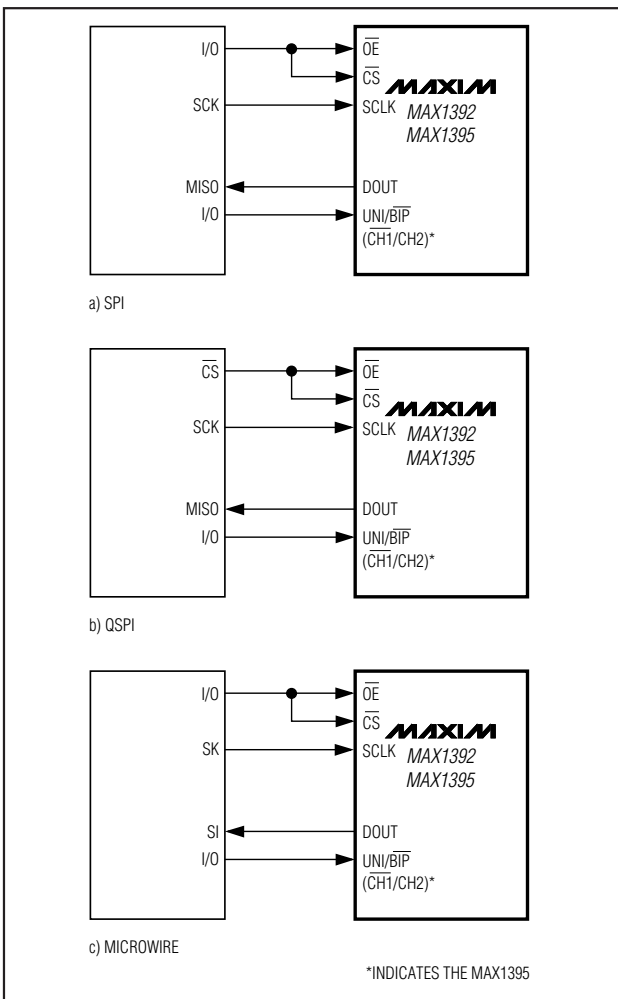 I/O OE
CS
MAXIM
SCK SCLK MAX1392
MAX1395
MISO DOUT
I/O UNI/BIP
(CH1/CH2)*
a) SPI
CS OE
CS
MAXIM
SCK SCLK MAX1392
MAX1395
MISO DOUT
I/O UNI/BIP
(CH1/CH2)*
b) QSPI
I/O OE
CS
MAXIM
SK SCLK MAX1392
MAX1395
SI DOUT
I/O UNI/BIP
(CH1/CH2)*
c) MICROWIRE
*INDICATES THE MAX1395